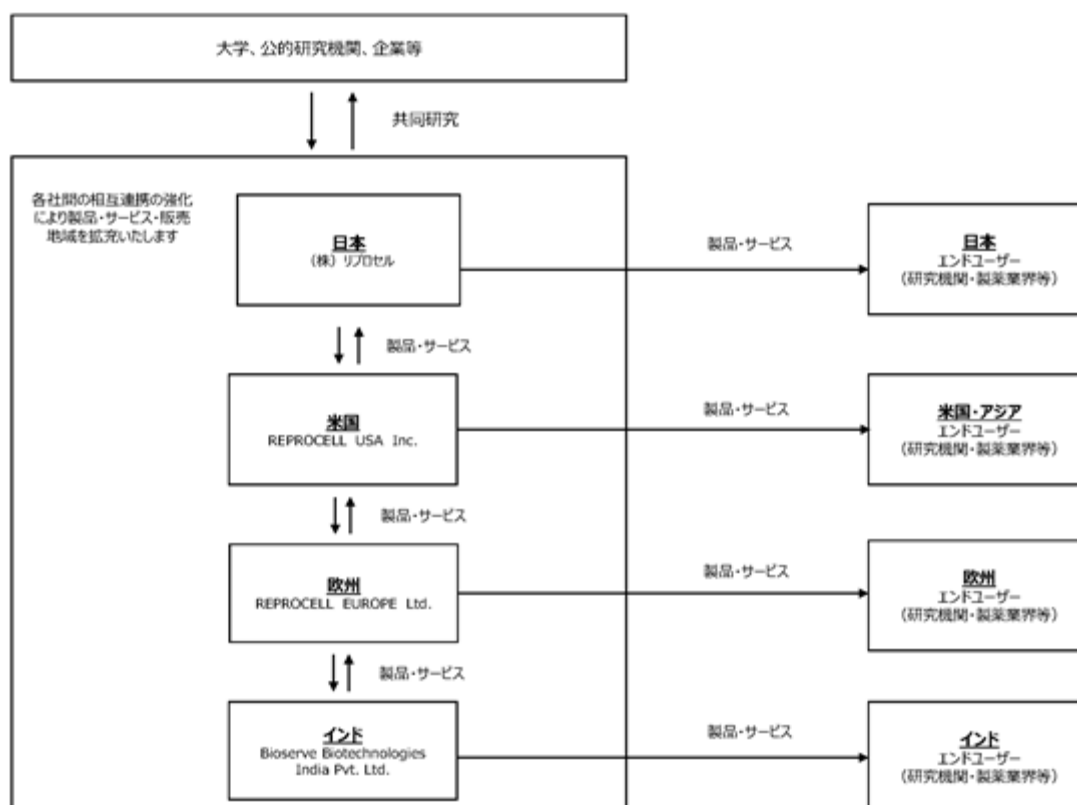 大学、公的研究機関、企業等
共同研究
各社間の相互連携の強化
により製品・サービス・販売
地域を拡充いたします
日本
（株）リプロセル
製品・サービス
日本
エンドユーザー
（研究機関・製薬業界等）
製品・サービス
米国
REPROCELL USA Inc.
製品・サービス
米国・アジア
エンドユーザー
（研究機関・製薬業界等）
製品・サービス
欧州
REPROCELL EUROPE Ltd.
製品・サービス
欧州
エンドユーザー
（研究機関・製薬業界等）
製品・サービス
インド
Bioserve Biotechnologies
India Pvt. Ltd.
製品・サービス
インド
エンドユーザー
（研究機関・製薬業界等）